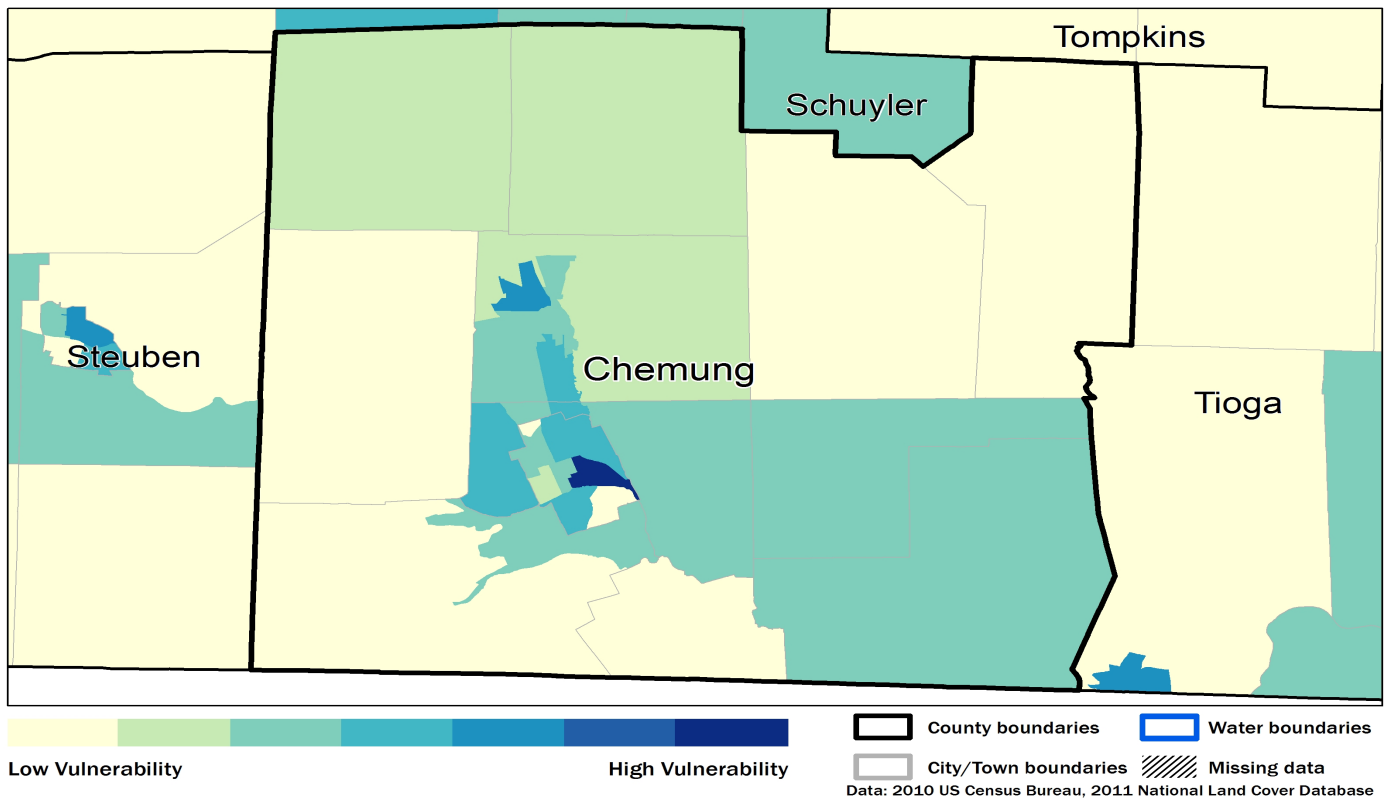 Tompkins
Schuyler
Steuben
Chemung
Tioga
Low Vulnerability
High Vulnerability
County boundaries
Water boundaries
City/Town boundaries
Missing data
Data: 2010 US Census Bureau, 2011 National Land Cover Database